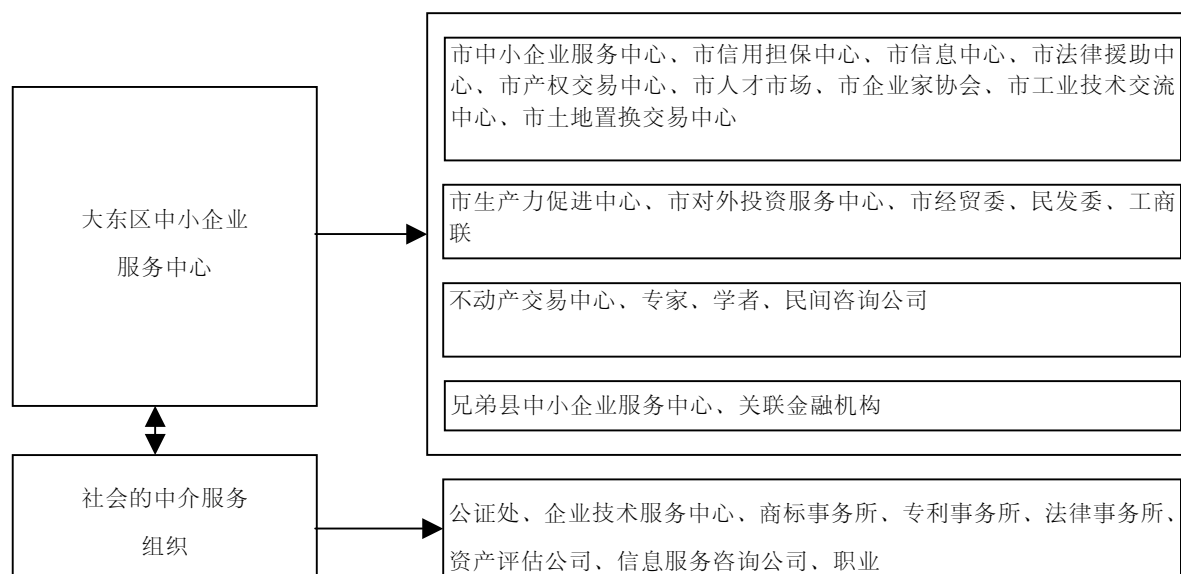 市中小企业服务中心、市信用担保中心、市信息中心、市法律援助中
心、市产权交易中心、市人才市场、市企业家协会、市工业技术交流
中心、市土地置换交易中心
大东区中小企业
服务中心
市生产力促进中心、市对外投资服务中心、市经贸委、民发委、工商
联
不动产交易中心、专家、学者、民间咨询公司
兄弟县中小企业服务中心、关联金融机构
社会的中介服务
组织
公证处、企业技术服务中心、商标事务所、专利事务所、法律事务所、
资产评估公司、信息服务咨询公司、职业